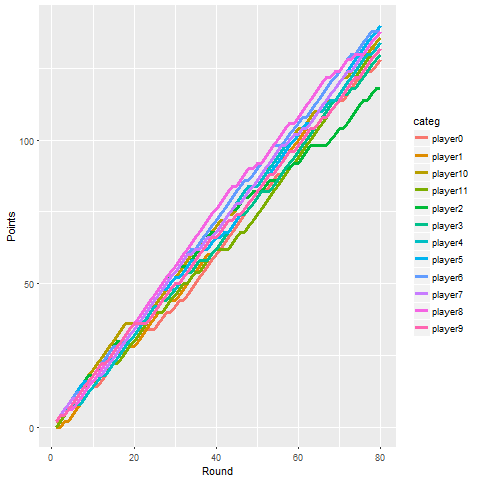 categ
player0
player1
player10
player11
player2
player3
player4
player5
player6
player7
player8
player9
Points
100
50
0
0
20
40
60
80
Round